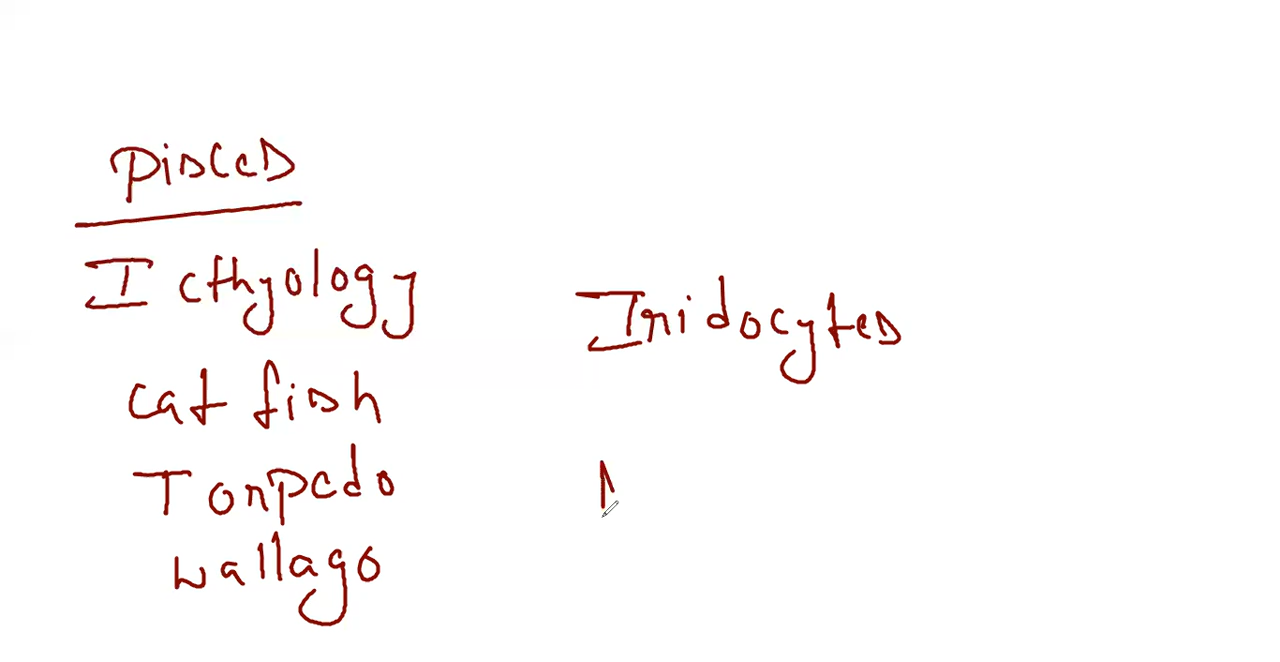 Pisces
Icthyology
Cat fish
Torpedo
Wallago
Iridocytes